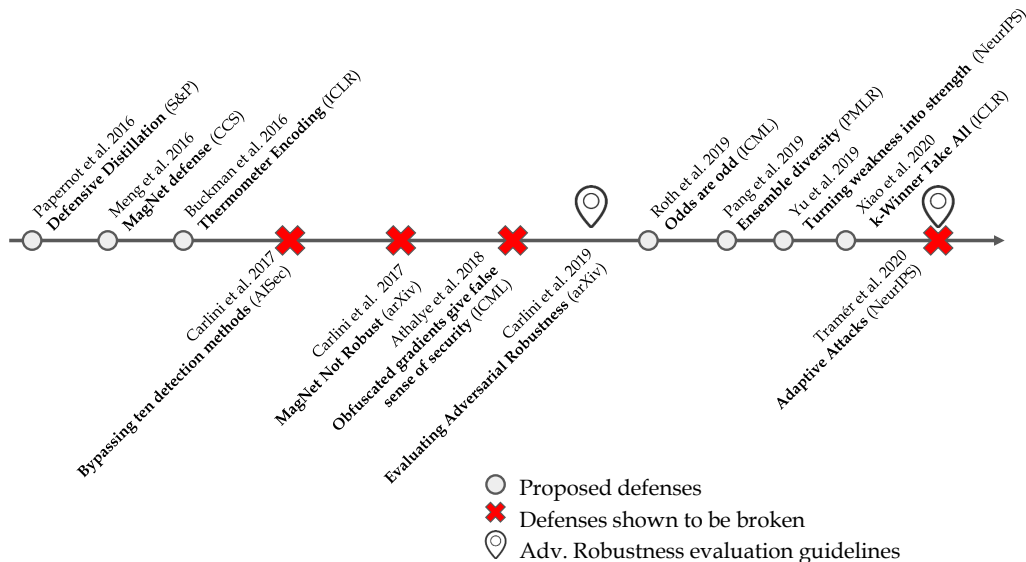 Papernot et al. 2016
Defensive Distillation (S&P)
Meng et al. 2016
MagNet defense (CCS)
Buckman et al. 2016
Thermometer Encoding (ICLR)
Carlini et al. 2017
Bypassing ten detection methods (AISec)
Carlini et al. 2017
MagNet Not Robust (arXiv)
Athalye et al. 2018
Obfuscated gradients give false
sense of security (ICML)
Carlini et al. 2019
Evaluating Adversarial Robustness (arXiv)
Roth et al. 2019
Odds are odd (ICML)
Pang et al. 2019
Ensemble diversity (PMLR)
Yu et al. 2019
Turning weakness into strength (NeurIPS)
Xiao et al. 2020
k-Winner Take All (ICLR)
Tramèr et al. 2020
Adaptive Attacks (NeurIPS)
Proposed defenses
Defenses shown to be broken
Adv. Robustness evaluation guidelines